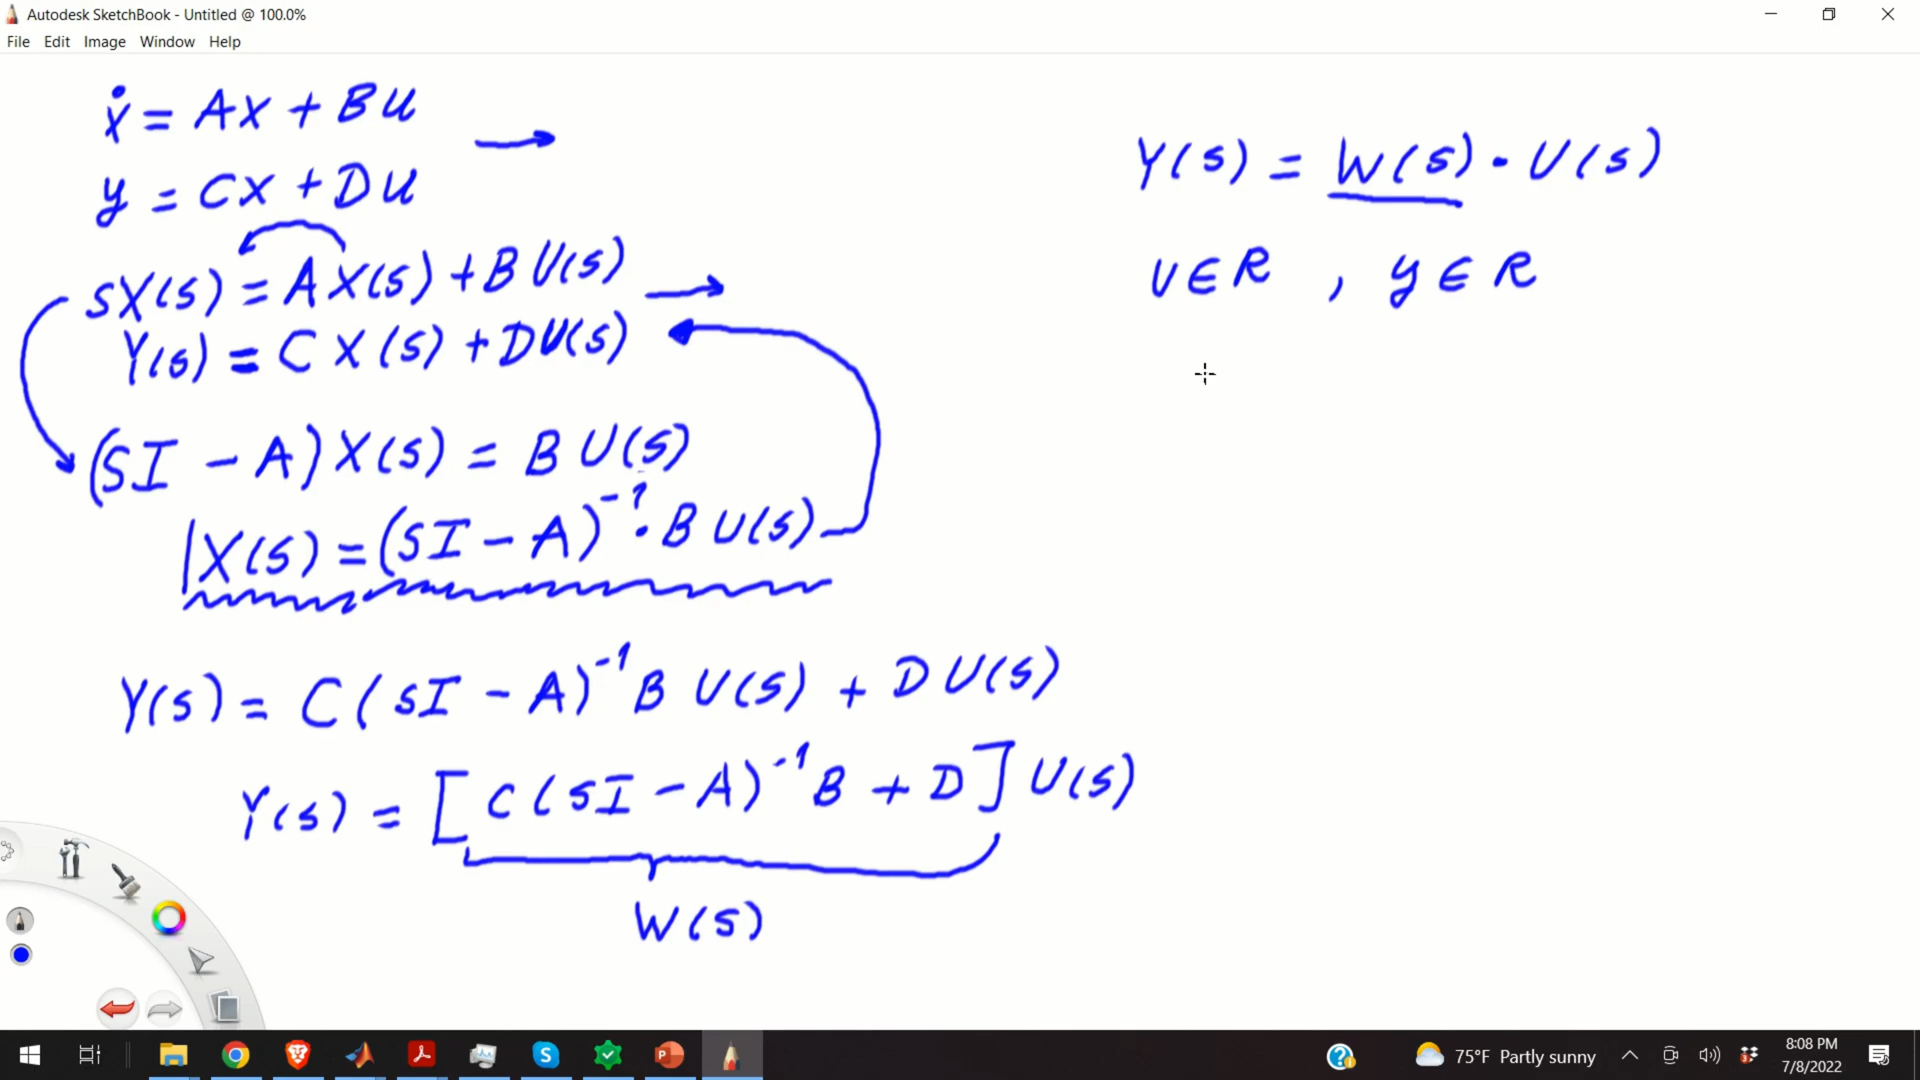 Autodesk SketchBook - Untitled @ 100.0%
File Edit Image Window Help
ẋ = Ax + Bu
y = Cx + Du
sX(s) = AX(s) + BU(s)
Y(s) = CX(s) + DU(s)
(sI - A)X(s) = BU(s)
X(s) = (sI - A)⁻¹ · BU(s)
Y(s) = C(sI - A)⁻¹BU(s) + DU(s)
Y(s) = [C(sI - A)⁻¹B + D]U(s)
W(s)
Y(s) = W(s) · U(s)
U ∈ R , y ∈ R
75°F Partly sunny
8:08 PM
7/8/2022